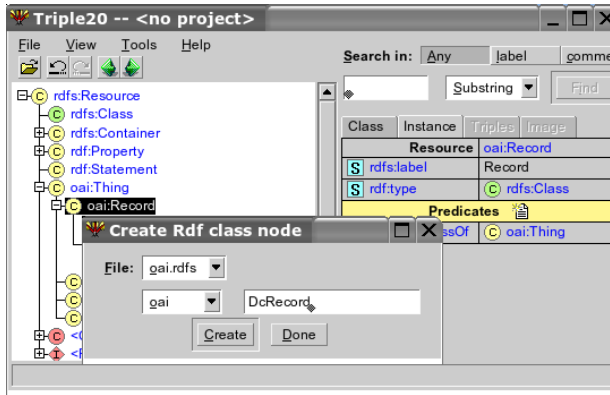 Triple20 -- <no project>
File View Tools Help
Search in: Any label comme
Substring Find
C rdfs:Resource
C rdfs:Class
C rdfs:Container
C rdf:Property
C rdf:Statement
C oai:Thing
C oai:Record
Class Instance Triples Image
Resource oai:Record
S rdfs:label Record
S rdf:type C rdfs:Class
Predicates
ssOf C oai:Thing
Create Rdf class node
File: oai.rdfs
oai DcRecord
Create Done
C
C
C
C <
I <